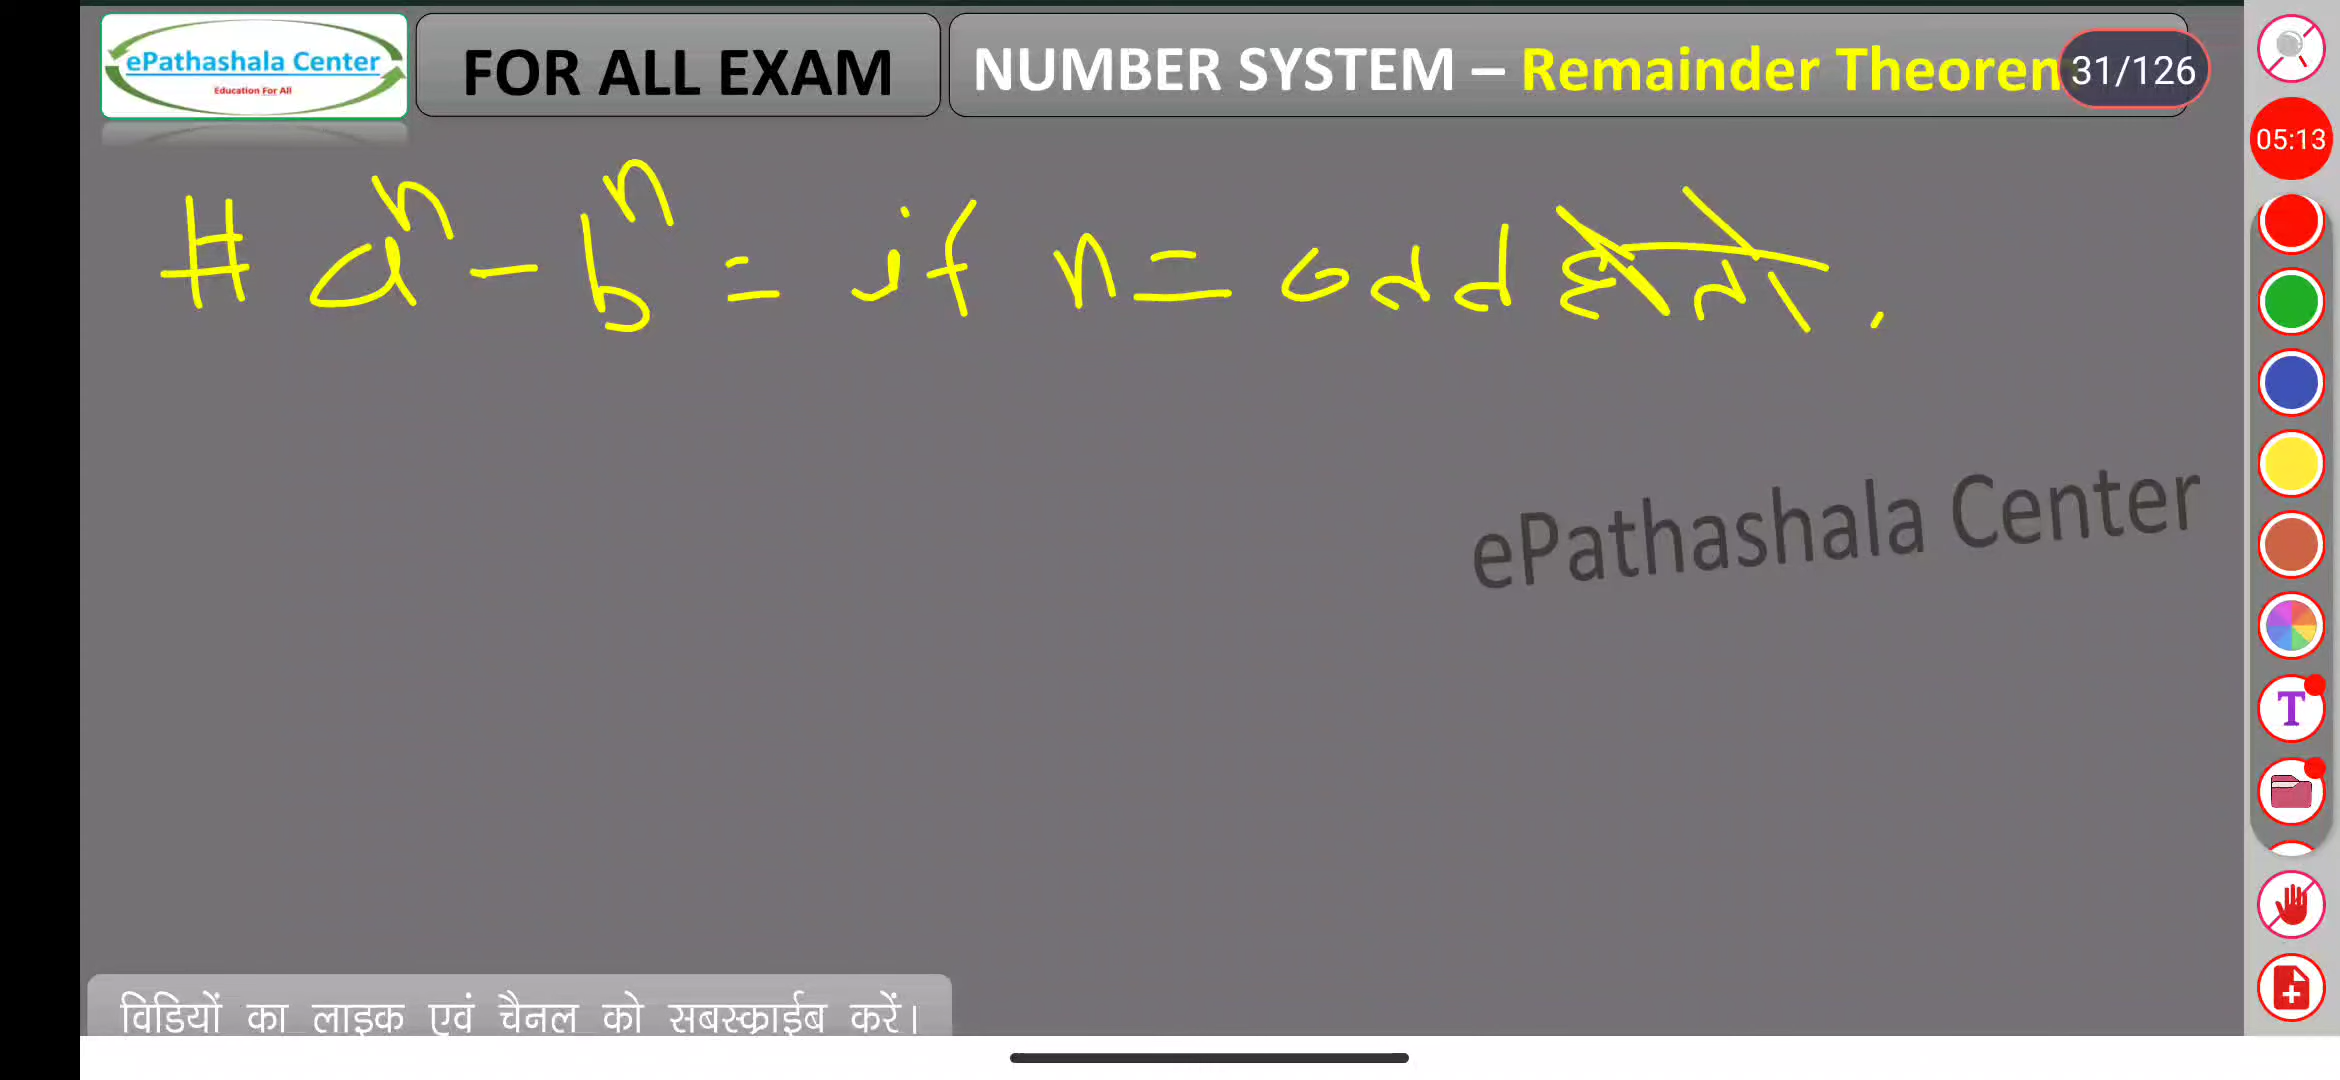 ePathashala Center
Education For All
FOR ALL EXAM
NUMBER SYSTEM – Remainder Theoren
31/126
05:13
# aⁿ - bⁿ = if n = odd हो तो .
ePathashala Center
T
विडियों का लाइक एवं चैनल को सबस्क्राईब करें।